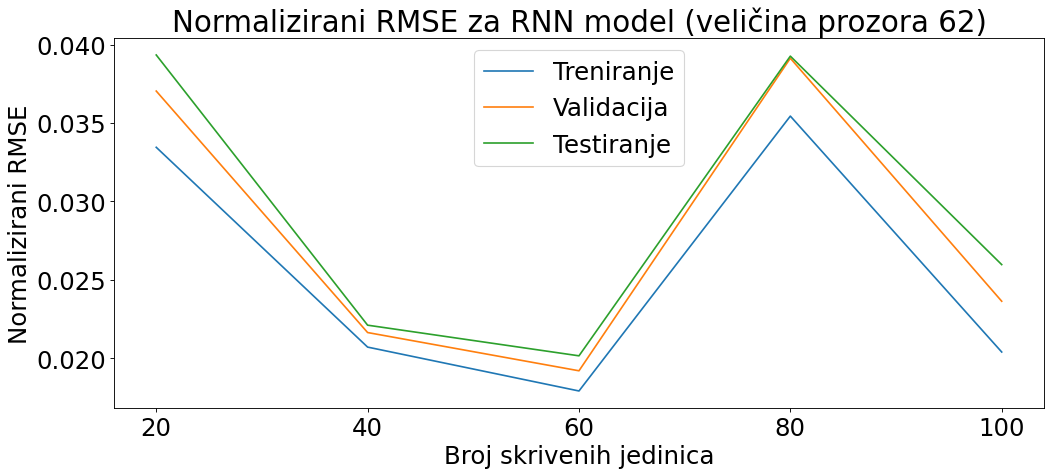 Normalizirani RMSE za RNN model (veličina prozora 62)
Normalizirani RMSE
0.040
0.035
0.030
0.025
0.020
Treniranje
Validacija
Testiranje
20 40 60 80 100
Broj skrivenih jedinica